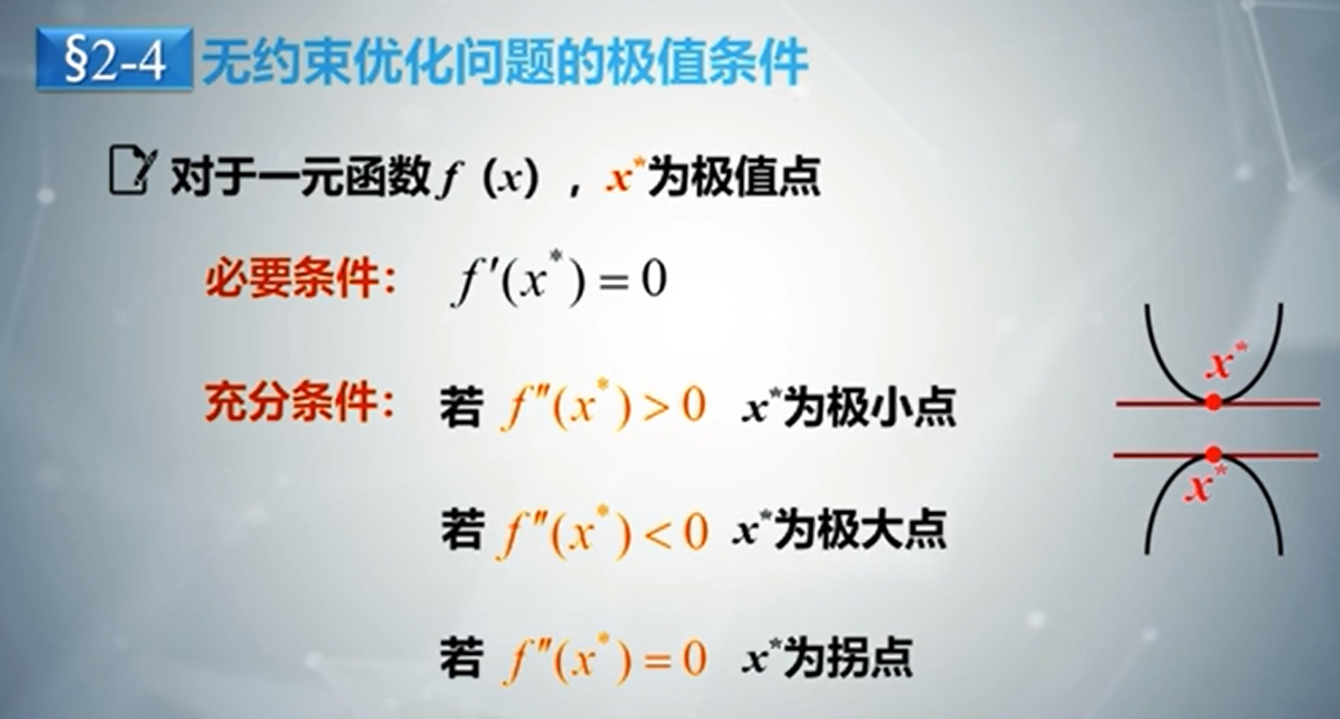 §2-4 无约束优化问题的极值条件
对于一元函数 f（x），x*为极值点
必要条件： f′(x*) = 0
充分条件： 若 f″(x*) > 0 x*为极小点
x*
若 f″(x*) < 0 x*为极大点
x*
若 f″(x*) = 0 x*为拐点